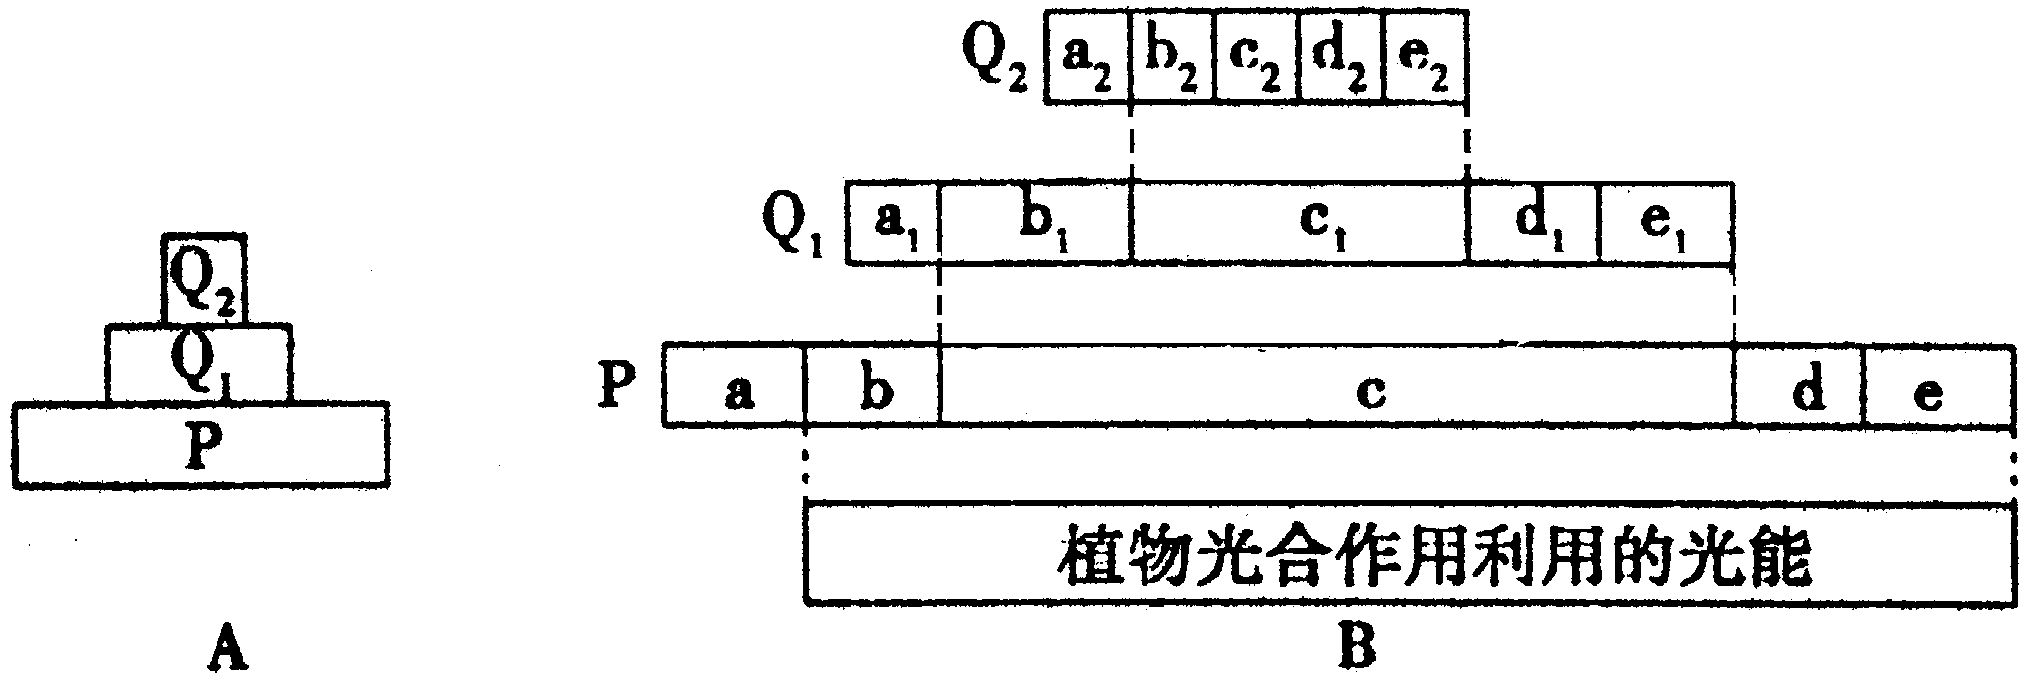 Q₂ a₂ b₂ c₂ d₂ e₂
Q₁ a₁ b₁ c₁ d₁ e₁
P a b c d e
植物光合作用利用的光能
B
Q₂
Q₁
P
A